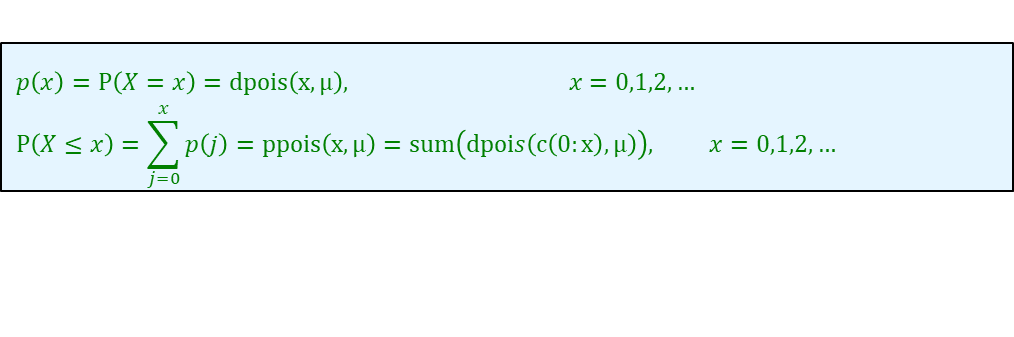 p(x) = P(X = x) = dpois(x, μ), x = 0,1,2, …
P(X ≤ x) = ∑_{j=0}^{x} p(j) = ppois(x, μ) = sum(dpois(c(0:x), μ)), x = 0,1,2, …